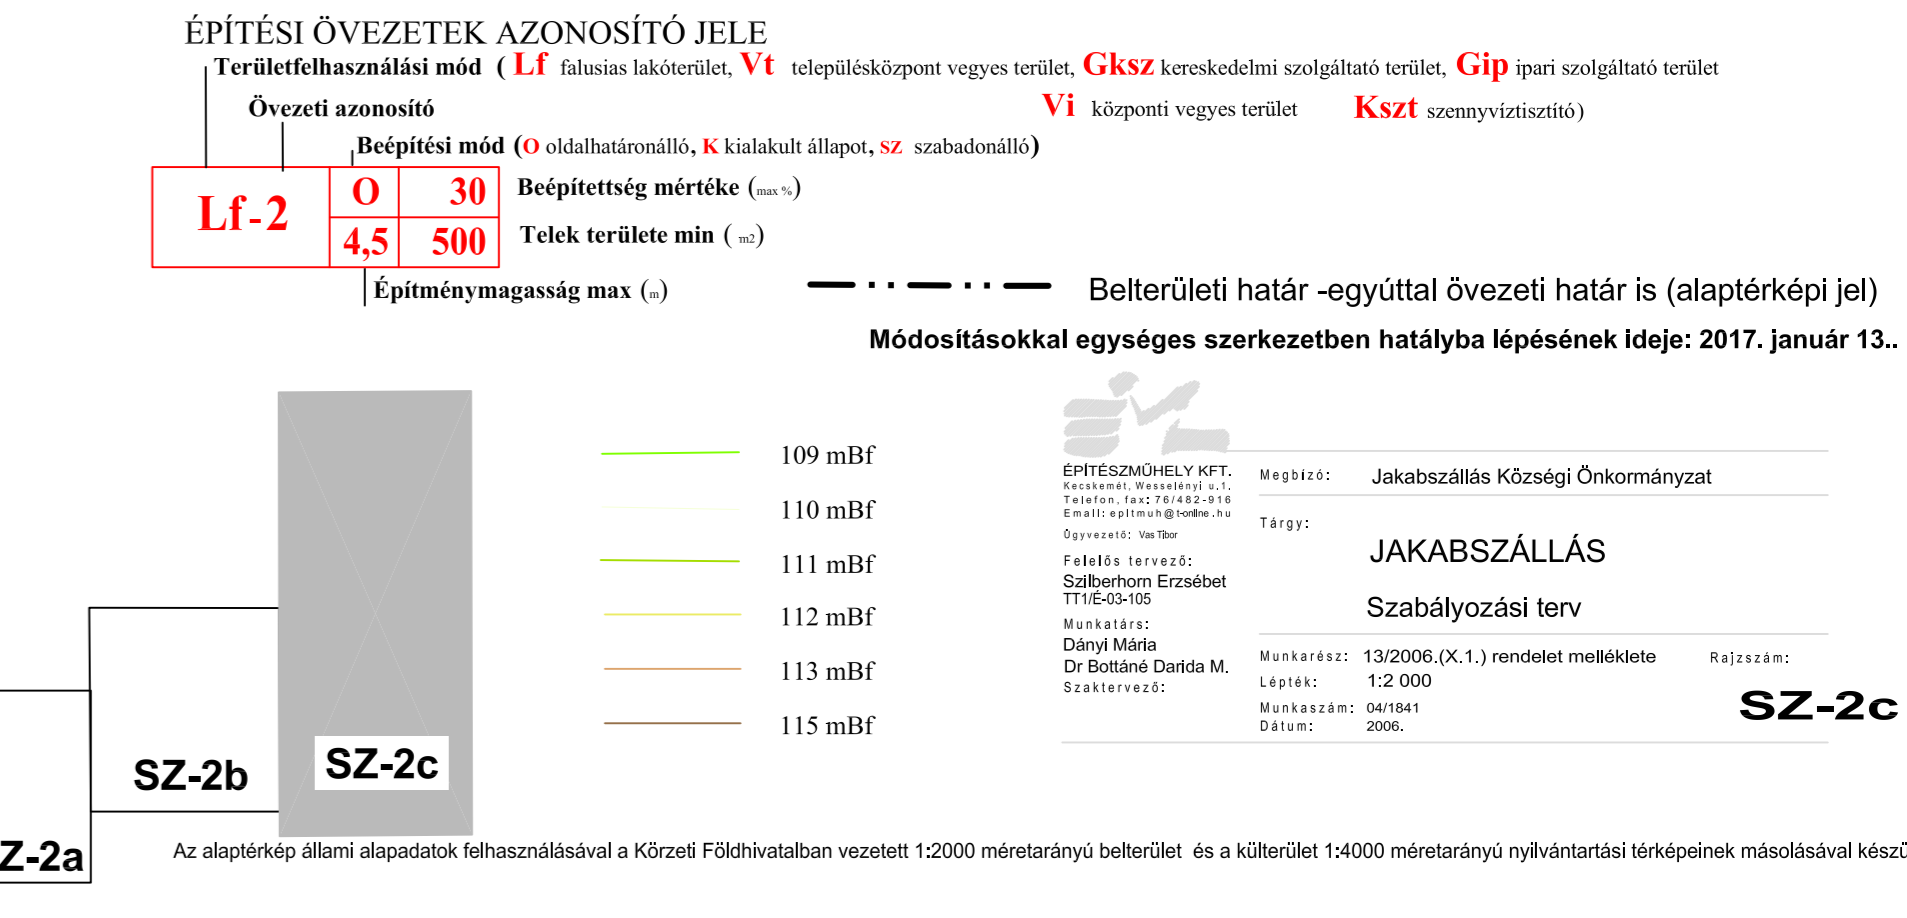 ÉPÍTÉSI ÖVEZETEK AZONOSÍTÓ JELE
Területfelhasználási mód ( Lf falusias lakóterület, Vt településközpont vegyes terület, Gksz kereskedelmi szolgáltató terület, Gip ipari szolgáltató terület
Övezeti azonosító Vi központi vegyes terület Kszt szennyvíztisztító)
Beépítési mód (O oldalhatáronálló, K kialakult állapot, SZ szabadonálló)
Lf-2 O 30 Beépítettség mértéke (max %)
4,5 500 Telek területe min ( m2)
Építménymagasság max (m)
Belterületi határ -egyúttal övezeti határ is (alaptérképi jel)
Módosításokkal egységes szerkezetben hatályba lépésének ideje: 2017. január 13..
109 mBf
110 mBf
111 mBf
112 mBf
113 mBf
115 mBf
SZ-2b
SZ-2c
Z-2a
ÉPÍTÉSZMŰHELY KFT.
Kecskemét, Wesselényi u.1.
Telefon, fax: 76/482-916
Email: epitmuh@t-online.hu
Ügyvezető: Vas Tibor
Felelős tervező:
Szilberhorn Erzsébet
TT1/É-03-105
Munkatárs:
Dányi Mária
Dr Bottáné Darida M.
Szaktervező:
Megbízó: Jakabszállás Községi Önkormányzat
Tárgy:
JAKABSZÁLLÁS
Szabályozási terv
Munkarész: 13/2006.(X.1.) rendelet melléklete Rajzszám:
Lépték: 1:2 000
SZ-2c
Munkaszám: 04/1841
Dátum: 2006.
Az alaptérkép állami alapadatok felhasználásával a Körzeti Földhivatalban vezetett 1:2000 méretarányú belterület és a külterület 1:4000 méretarányú nyilvántartási térképeinek másolásával készü